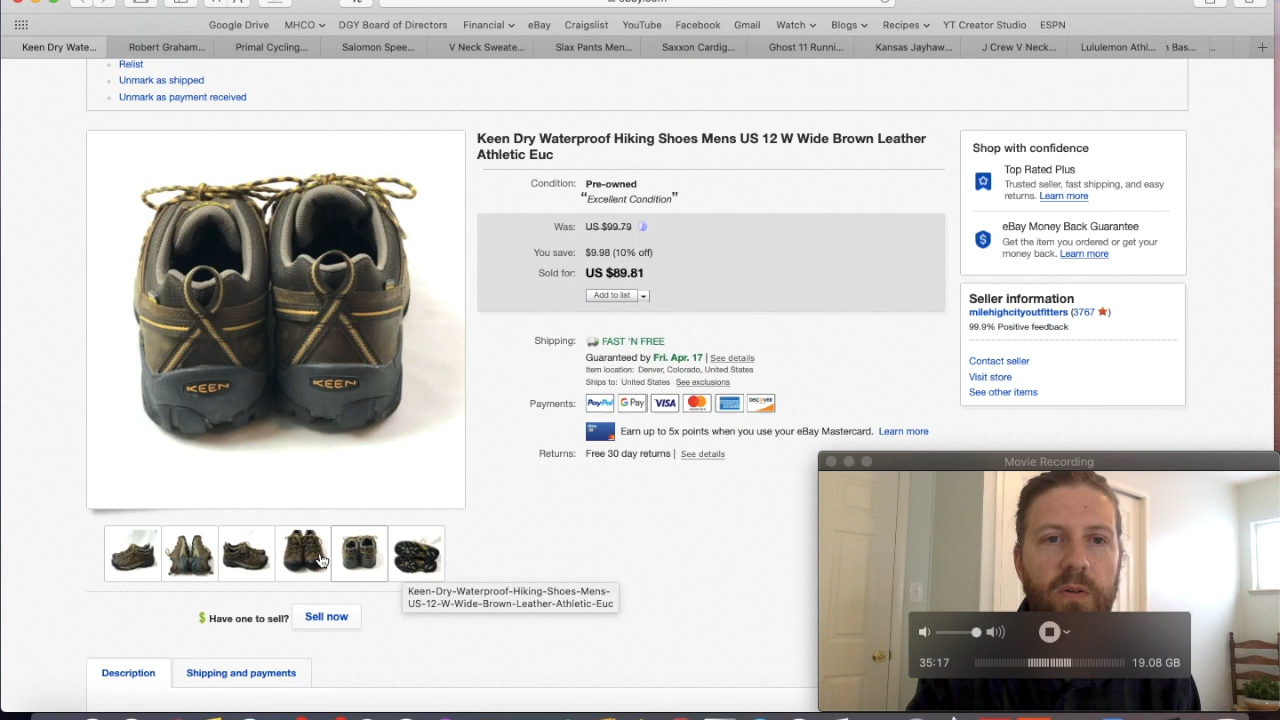 ebay.com
Google Drive MHCO DGY Board of Directors Financial eBay Craigslist YouTube Facebook Gmail Watch Blogs Recipes YT Creator Studio ESPN
Keen Dry Wate... Robert Graham... Primal Cycling... Salomon Spee... V Neck Sweate... Slax Pants Men... Saxxon Cardig... Ghost 11 Runni... Kansas Jayhaw... J Crew V Neck... Lululemon Athl...
Relist
Unmark as shipped
Unmark as payment received
Keen Dry Waterproof Hiking Shoes Mens US 12 W Wide Brown Leather
Athletic Euc
Condition: Pre-owned
“Excellent Condition”
Was: US $99.79
You save: $9.98 (10% off)
Sold for: US $89.81
Add to list
Shipping: FAST 'N FREE
Guaranteed by Fri. Apr. 17 | See details
Item location: Denver, Colorado, United States
Ships to: United States See exclusions
Payments: PayPal G Pay VISA DISCOVER
Earn up to 5x points when you use your eBay Mastercard. Learn more
Returns: Free 30 day returns | See details
Shop with confidence
Top Rated Plus
Trusted seller, fast shipping, and easy
returns. Learn more
eBay Money Back Guarantee
Get the item you ordered or get your
money back. Learn more
Seller information
milehighcityoutfitters (3767)
99.9% Positive feedback
Contact seller
Visit store
See other items
KEEN KEEN
Keen-Dry-Waterproof-Hiking-Shoes-Mens-
US-12-W-Wide-Brown-Leather-Athletic-Euc
$ Have one to sell? Sell now
Description Shipping and payments
Movie Recording
35:17 19.08 GB